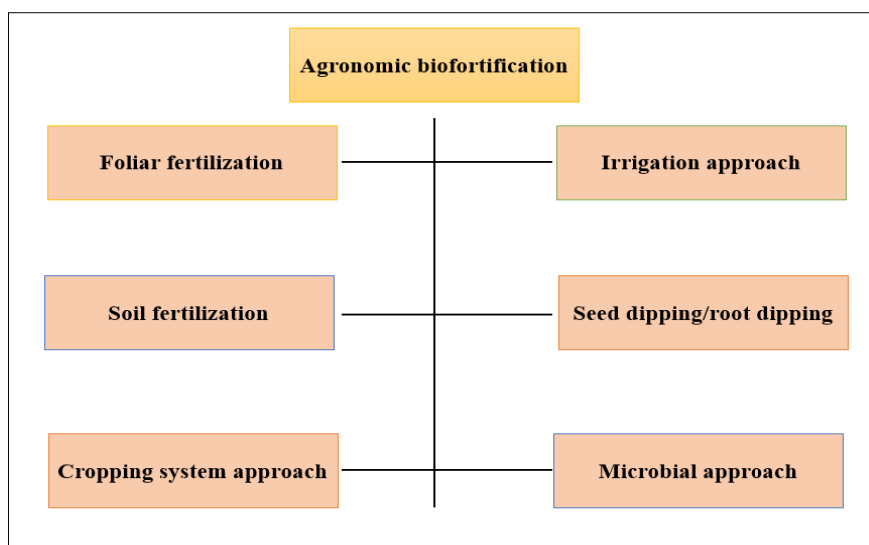 Agronomic biofortification
Foliar fertilization
Irrigation approach
Soil fertilization
Seed dipping/root dipping
Cropping system approach
Microbial approach